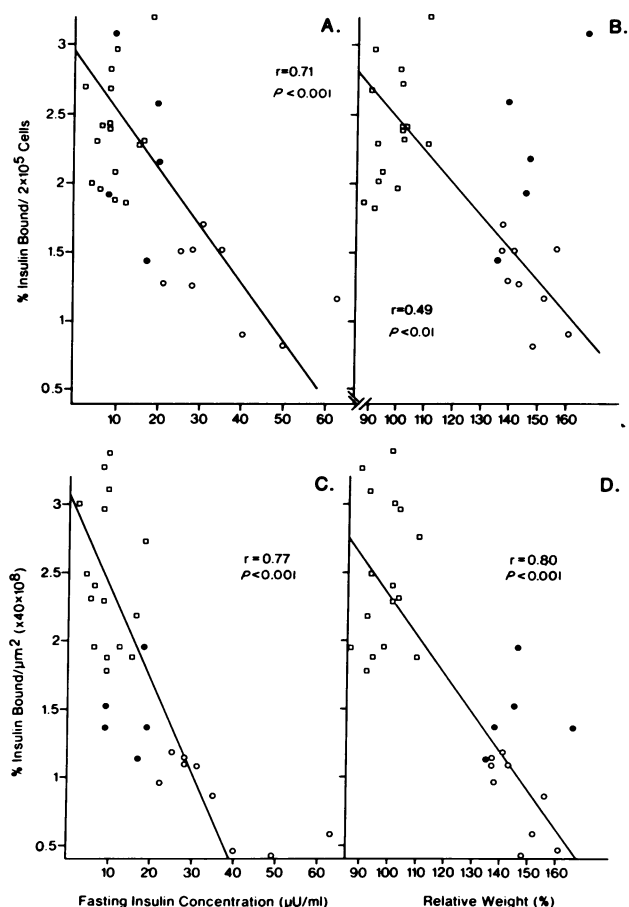 A.
B.
r=0.71
P<0.001
r=0.49
P<0.01
% Insulin Bound/ 2×10⁵ Cells
3
2.5
2
1.5
1
0.5
10 20 30 40 50 60
90 100 110 120 130 140 150 160
C.
D.
r = 0.77
P<0.001
r = 0.80
P<0.001
% Insulin Bound/µm² (×40×10⁸)
3
2.5
2
1.5
1
0.5
0 10 20 30 40 50 60
90 100 110 120 130 140 150 160
Fasting Insulin Concentration (µU/ml)
Relative Weight (%)